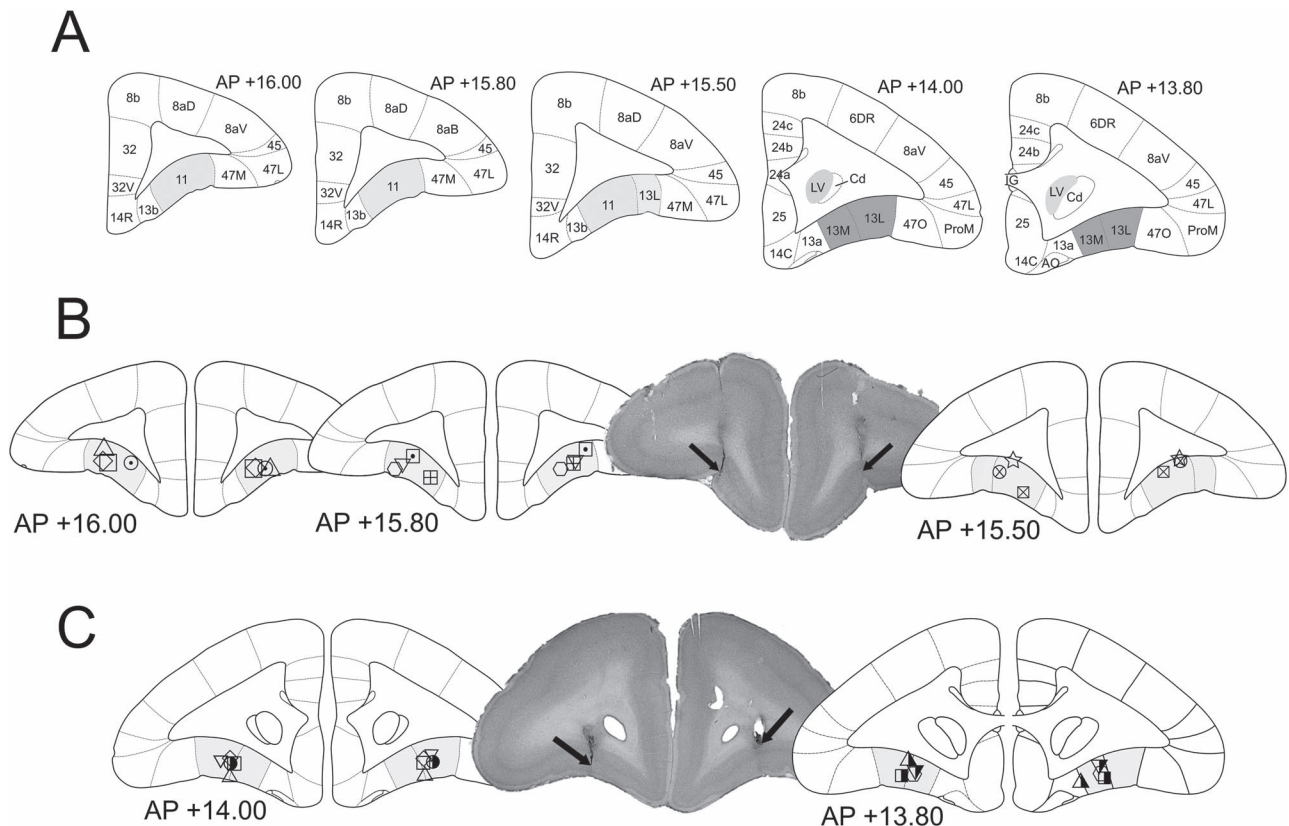 A
AP +16.00
8b
8aD
8aV
32
45
11
47M
47L
32V
13b
14R
AP +15.80
8b
8aD
8aB
32
45
11
47M
47L
32V
13b
14R
AP +15.50
8b
8aD
8aV
32
45
11
13L
47M
47L
32V
13b
14R
AP +14.00
8b
6DR
24c
24b
8aV
24a
LV
Cd
45
47L
25
13M
13L
47O
ProM
13a
14C
AP +13.80
8b
6DR
24c
24b
8aV
IG
LV
Cd
45
47L
25
13M
13L
47O
ProM
13a
14C
AO
B
AP +16.00
AP +15.80
AP +15.50
C
AP +14.00
AP +13.80